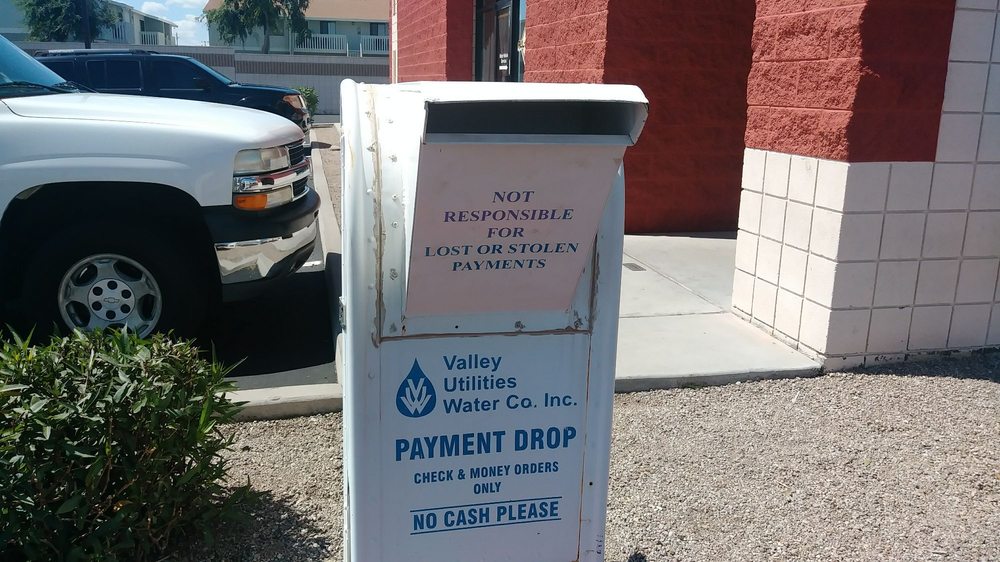 NOT
RESPONSIBLE
FOR
LOST OR STOLEN
PAYMENTS
Valley
Utilities
Water Co. Inc.
PAYMENT DROP
CHECK & MONEY ORDERS
ONLY
NO CASH PLEASE